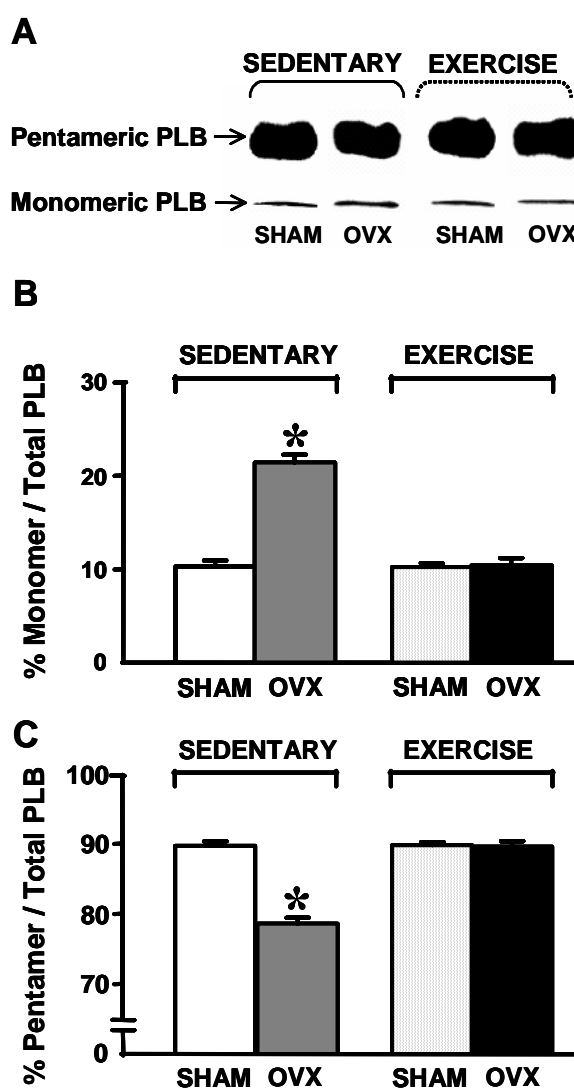 A
SEDENTARY EXERCISE
Pentameric PLB
Monomeric PLB
SHAM OVX SHAM OVX
B
SEDENTARY EXERCISE
% Monomer / Total PLB
30
20
10
0
*
SHAM OVX SHAM OVX
C
SEDENTARY EXERCISE
% Pentamer / Total PLB
100
90
80
70
0
*
SHAM OVX SHAM OVX